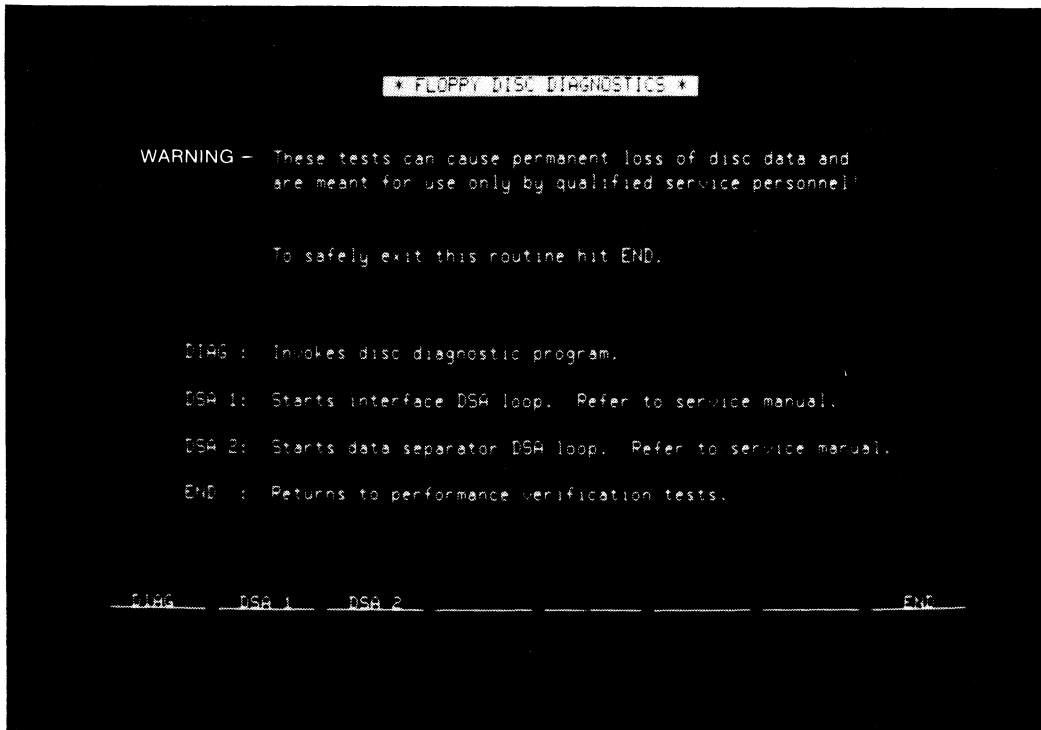 * FLOPPY DISC DIAGNOSTICS *
WARNING – These tests can cause permanent loss of disc data and
are meant for use only by qualified service personnel!
To safely exit this routine hit END.
DIAG : Invokes disc diagnostic program.
DSA 1: Starts interface DSA loop. Refer to service manual.
DSA 2: Starts data separator DSA loop. Refer to service manual.
END : Returns to performance verification tests.
DIAG DSA 1 DSA 2 END